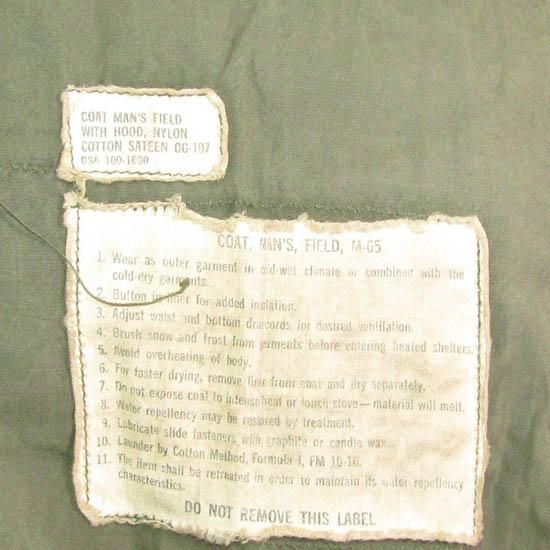 COAT MAN'S FIELD
WITH HOOD, NYLON
COTTON SATEEN OG-107
DSA 100-1600
COAT, MAN'S, FIELD, M-65
1. Wear as outer garment in cold-wet climate or combined with the
cold-dry garments.
2. Button in liner for added insulation.
3. Adjust waist and bottom drawcords for desired ventilation.
4. Brush snow and frost from garments before entering heated shelters.
5. Avoid overheating of body.
6. For faster drying, remove liner from coat and dry separately.
7. Do not expose coat to intense heat or touch stove—material will melt.
8. Water repellency may be restored by treatment.
9. Lubricate slide fasteners with graphite or candle wax.
10. Launder by Cotton Method, Formula I, FM 10-16.
11. The item shall be retreated in order to maintain its water repellency
characteristics.
DO NOT REMOVE THIS LABEL